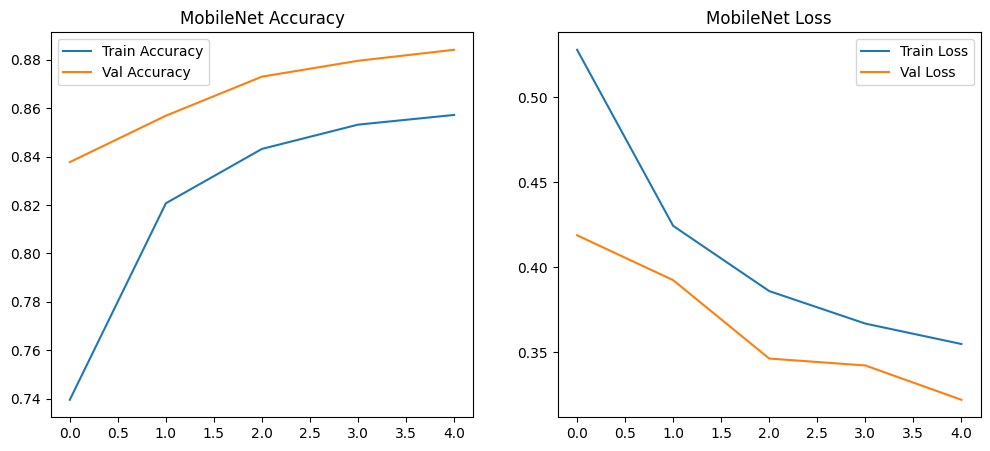 MobileNet Accuracy
Train Accuracy
Val Accuracy
0.88
0.86
0.84
0.82
0.80
0.78
0.76
0.74
0.0 0.5 1.0 1.5 2.0 2.5 3.0 3.5 4.0
MobileNet Loss
Train Loss
Val Loss
0.50
0.45
0.40
0.35
0.0 0.5 1.0 1.5 2.0 2.5 3.0 3.5 4.0